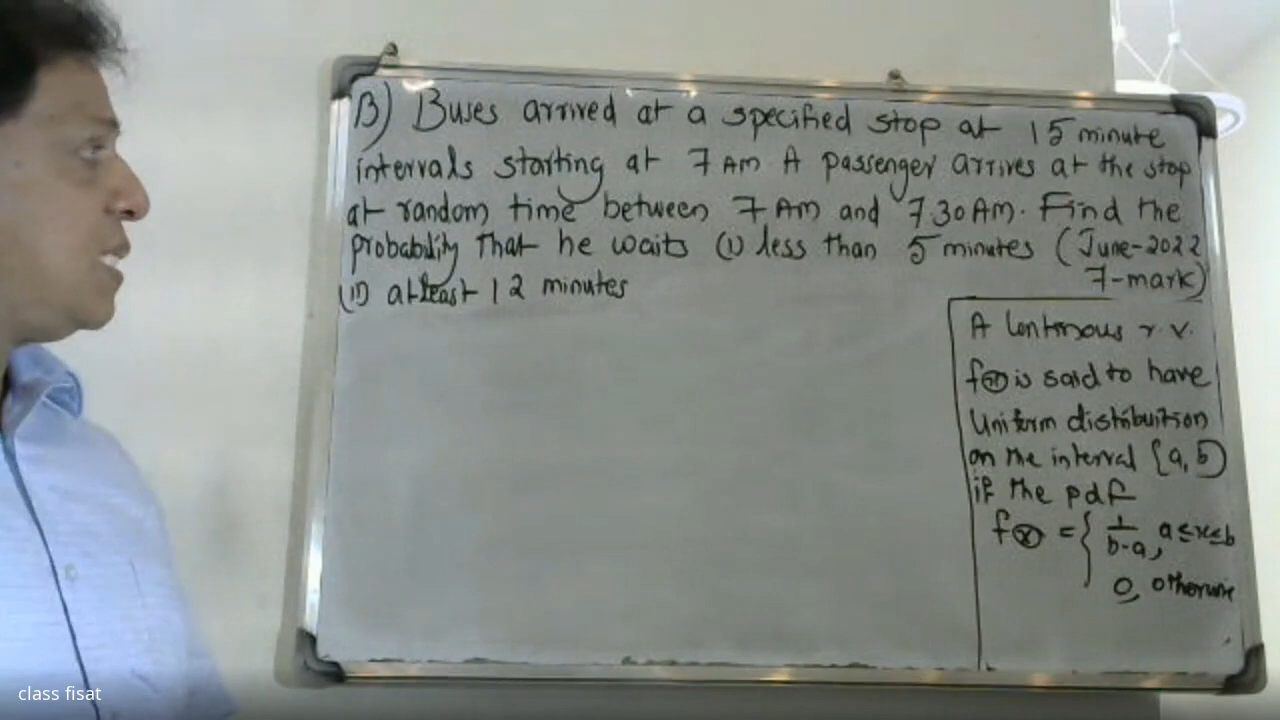 B) Buses arrived at a specified stop at 15 minute
intervals starting at 7 AM A passenger arrives at the stop
at random time between 7 AM and 7.30 AM. Find the
probability That he waits (i) less than 5 minutes (June-2022
7-mark)
(ii) atleast 12 minutes
A Continous r.v.
f(x) is said to have
Uniform distribuition
on the interval [a, b]
if the pdf
f(x) = { 1/b-a, a≤x≤b
0, otherwise
class fisat